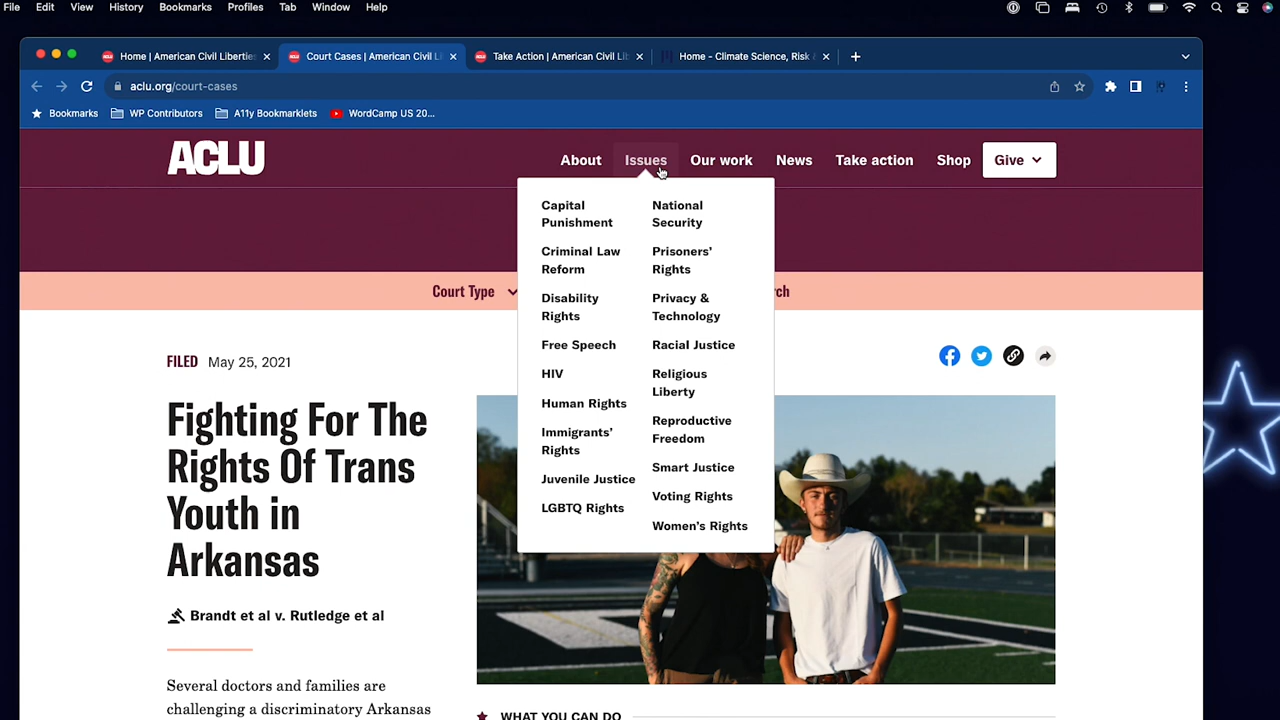 File Edit View History Bookmarks Profiles Tab Window Help
Home | American Civil Liberties
Court Cases | American Civil Li
Take Action | American Civil Lib
Home - Climate Science, Risk &
aclu.org/court-cases
Bookmarks
WP Contributors
A11y Bookmarklets
WordCamp US 20...
ACLU
About
Issues
Our work
News
Take action
Shop
Give
Capital
Punishment
Criminal Law
Reform
Disability
Rights
Free Speech
HIV
Human Rights
Immigrants'
Rights
Juvenile Justice
LGBTQ Rights
National
Security
Prisoners'
Rights
Privacy &
Technology
Racial Justice
Religious
Liberty
Reproductive
Freedom
Smart Justice
Voting Rights
Women's Rights
Court Type
rch
FILED May 25, 2021
Fighting For The
Rights Of Trans
Youth in
Arkansas
Brandt et al v. Rutledge et al
Several doctors and families are
challenging a discriminatory Arkansas
WHAT YOU CAN DO